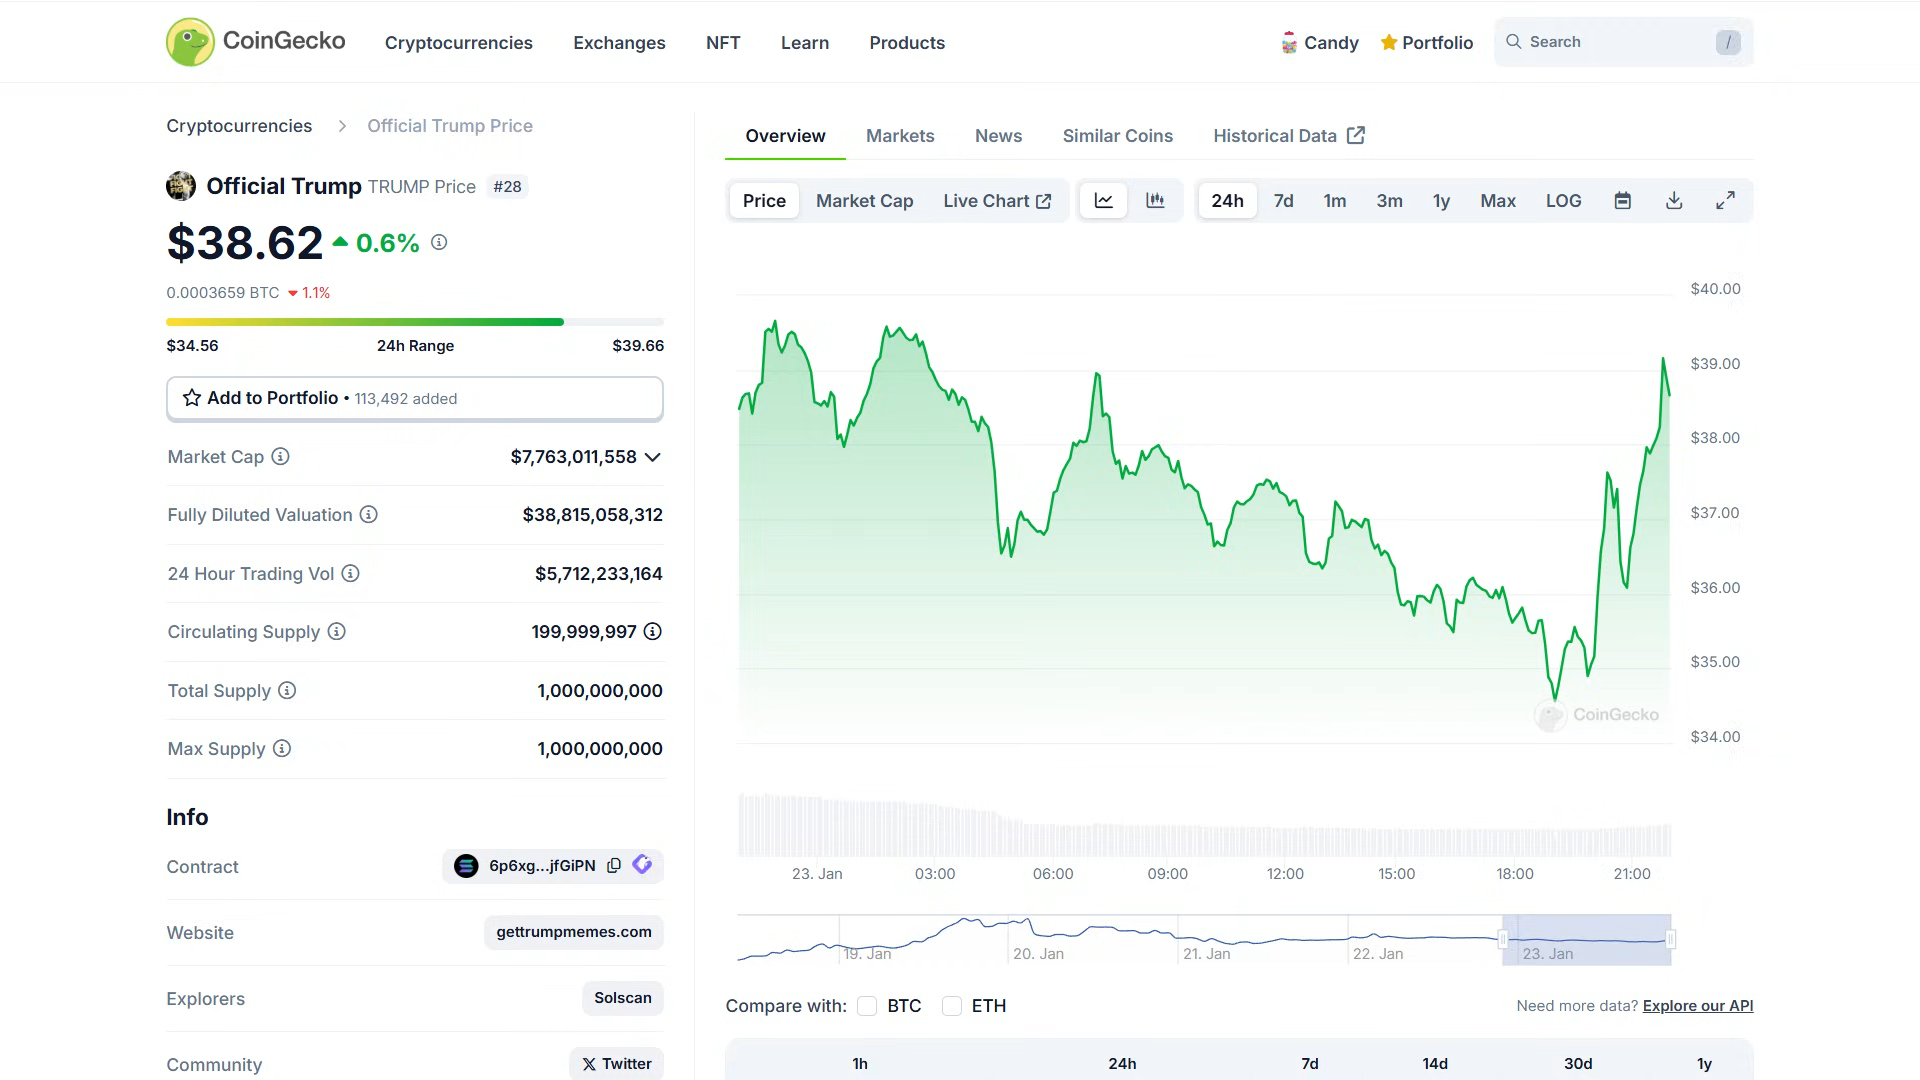 CoinGecko
Cryptocurrencies Exchanges NFT Learn Products
Candy Portfolio Search /
Cryptocurrencies > Official Trump Price
Official Trump TRUMP Price #28
$38.62 0.6%
0.0003659 BTC 1.1%
$34.56 24h Range $39.66
Add to Portfolio • 113,492 added
Market Cap $7,763,011,558
Fully Diluted Valuation $38,815,058,312
24 Hour Trading Vol $5,712,233,164
Circulating Supply 199,999,997
Total Supply 1,000,000,000
Max Supply 1,000,000,000
Info
Contract 6p6xg...jfGiPN
Website gettrumpmemes.com
Explorers Solscan
Community Twitter
Overview Markets News Similar Coins Historical Data
Price Market Cap Live Chart 24h 7d 1m 3m 1y Max LOG
$40.00
$39.00
$38.00
$37.00
$36.00
$35.00
CoinGecko
$34.00
23. Jan 03:00 06:00 09:00 12:00 15:00 18:00 21:00
19. Jan 20. Jan 21. Jan 22. Jan 23. Jan
Compare with: BTC ETH
Need more data? Explore our API
1h 24h 7d 14d 30d 1y